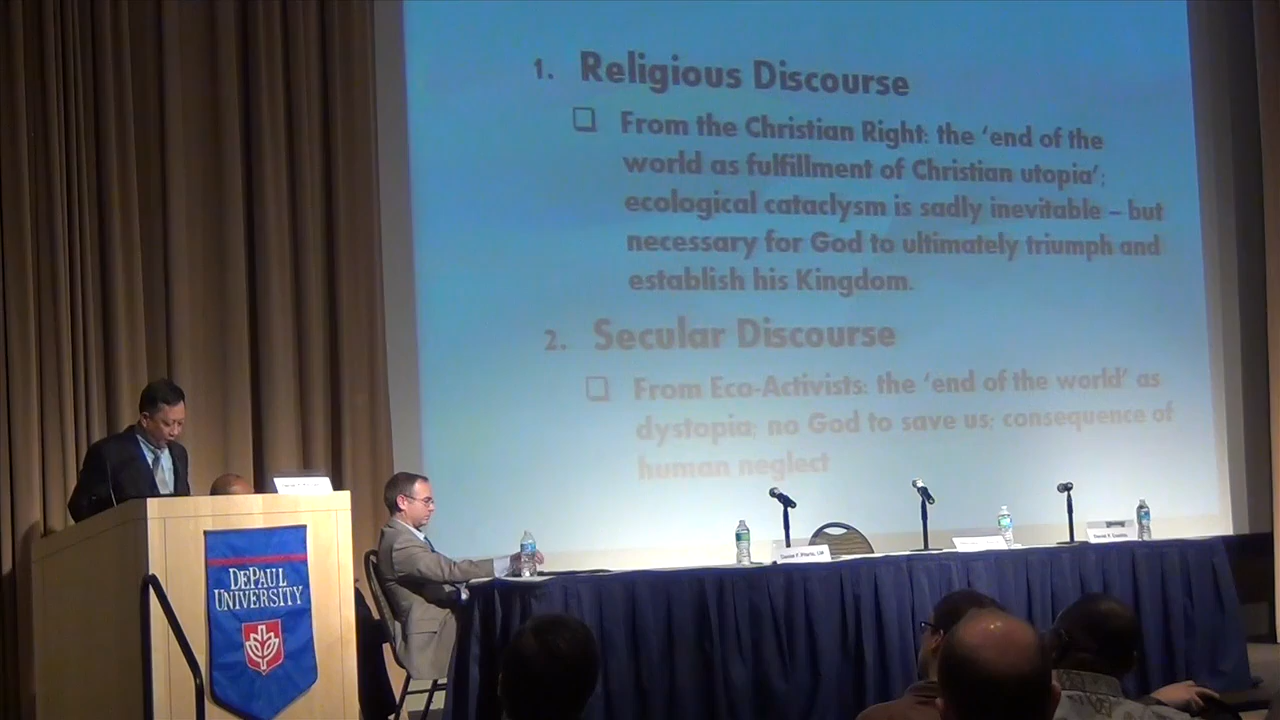 1. Religious Discourse
❑ From the Christian Right: the ‘end of the
world as fulfillment of Christian utopia’;
ecological cataclysm is sadly inevitable – but
necessary for God to ultimately triumph and
establish his Kingdom.
2. Secular Discourse
❑ From Eco-Activists: the ‘end of the world’ as
dystopia; no God to save us; consequence of
human neglect
DEPAUL
UNIVERSITY